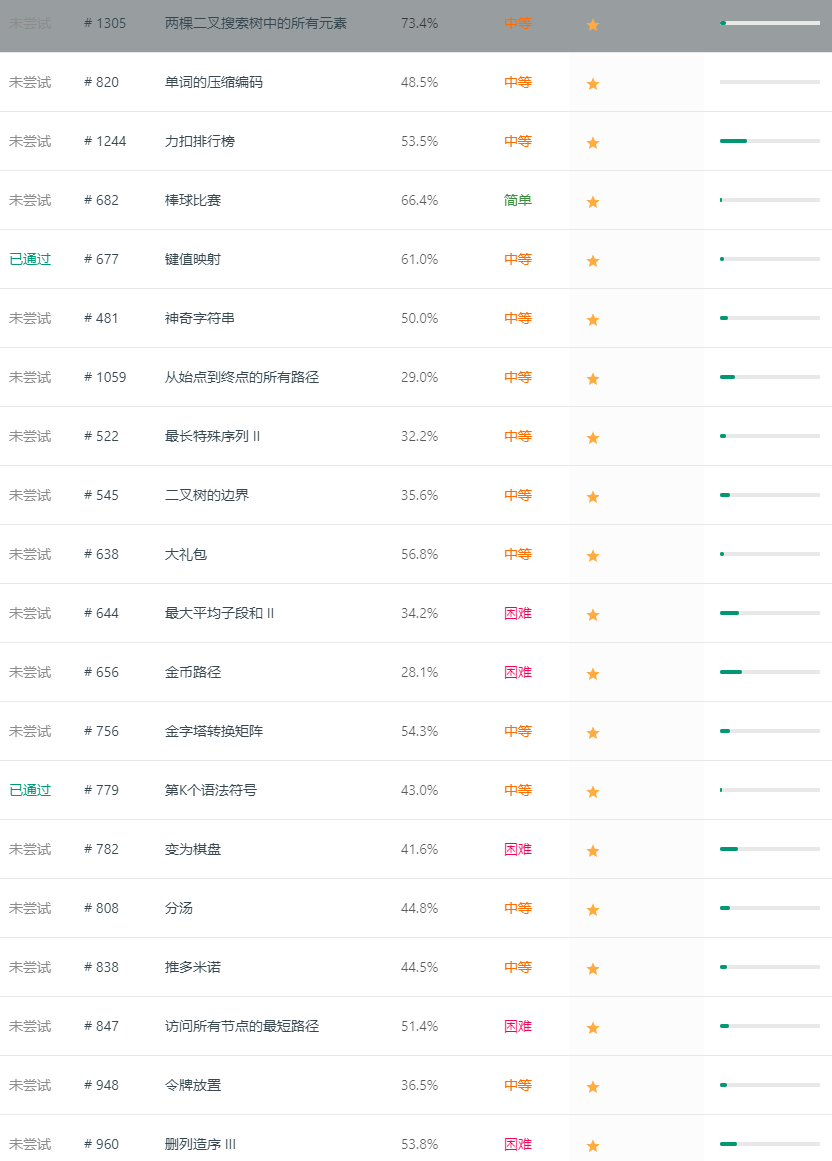 未尝试 # 1305 两棵二叉搜索树中的所有元素 73.4% 中等
未尝试 # 820 单词的压缩编码 48.5% 中等
未尝试 # 1244 力扣排行榜 53.5% 中等
未尝试 # 682 棒球比赛 66.4% 简单
已通过 # 677 键值映射 61.0% 中等
未尝试 # 481 神奇字符串 50.0% 中等
未尝试 # 1059 从始点到终点的所有路径 29.0% 中等
未尝试 # 522 最长特殊序列 II 32.2% 中等
未尝试 # 545 二叉树的边界 35.6% 中等
未尝试 # 638 大礼包 56.8% 中等
未尝试 # 644 最大平均子段和 II 34.2% 困难
未尝试 # 656 金币路径 28.1% 困难
未尝试 # 756 金字塔转换矩阵 54.3% 中等
已通过 # 779 第K个语法符号 43.0% 中等
未尝试 # 782 变为棋盘 41.6% 困难
未尝试 # 808 分汤 44.8% 中等
未尝试 # 838 推多米诺 44.5% 中等
未尝试 # 847 访问所有节点的最短路径 51.4% 困难
未尝试 # 948 令牌放置 36.5% 中等
未尝试 # 960 删列造序 III 53.8% 困难